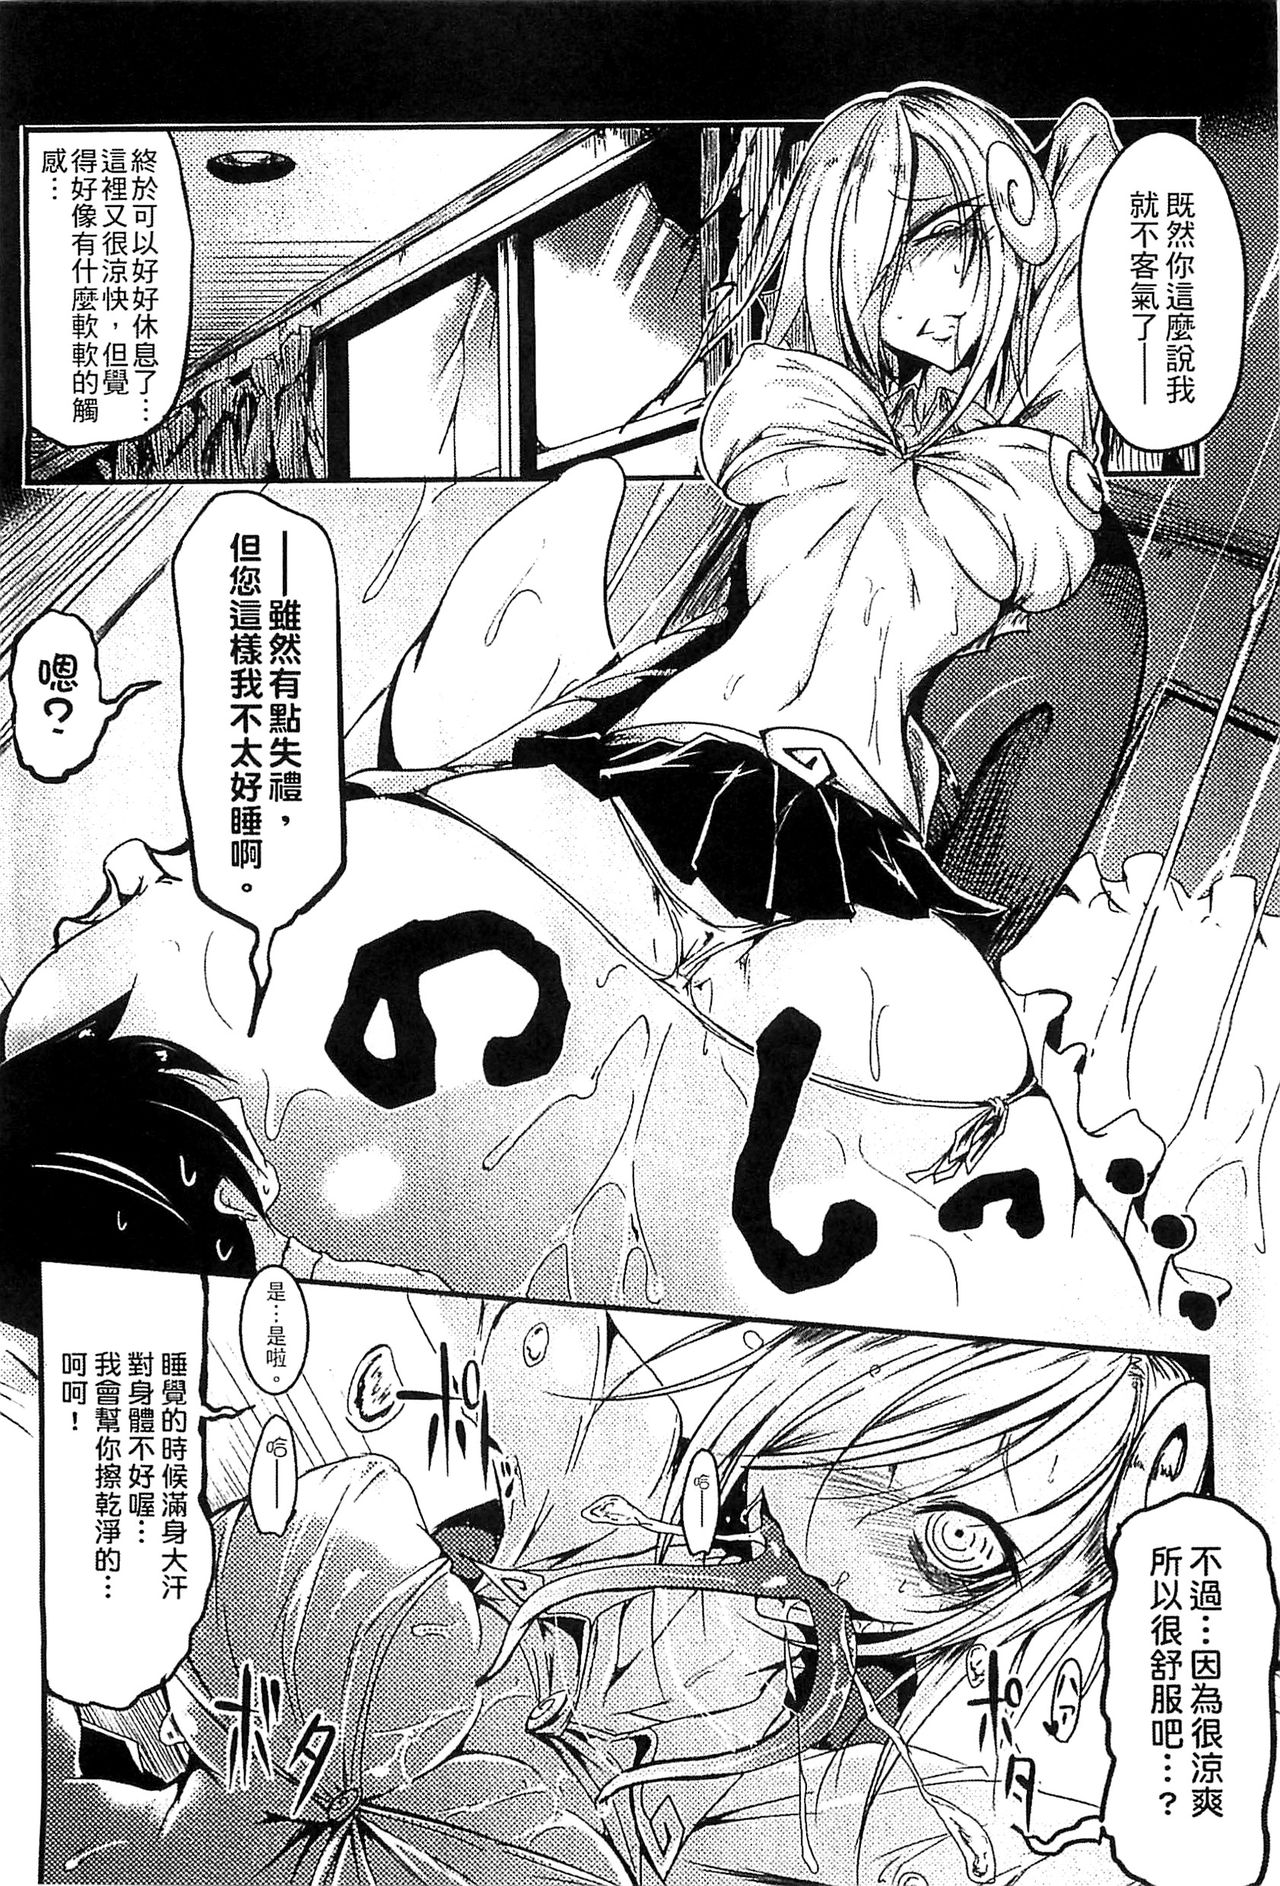 既然你這麼說我
就不客氣了——
終於可以好好休息了…
這裡又很涼快，但覺
得好像有什麼軟軟的觸
感…
——雖然有點失禮，
但您這樣我不太好睡啊。
嗯？
不過…因為很涼爽
所以很舒服吧…？
是…是啦。
哈——
哈——
睡覺的時候滿身大汗
對身體不好喔…
我會幫你擦乾淨的…
呵呵！
ポタ
ポタ
ボタ
ハア